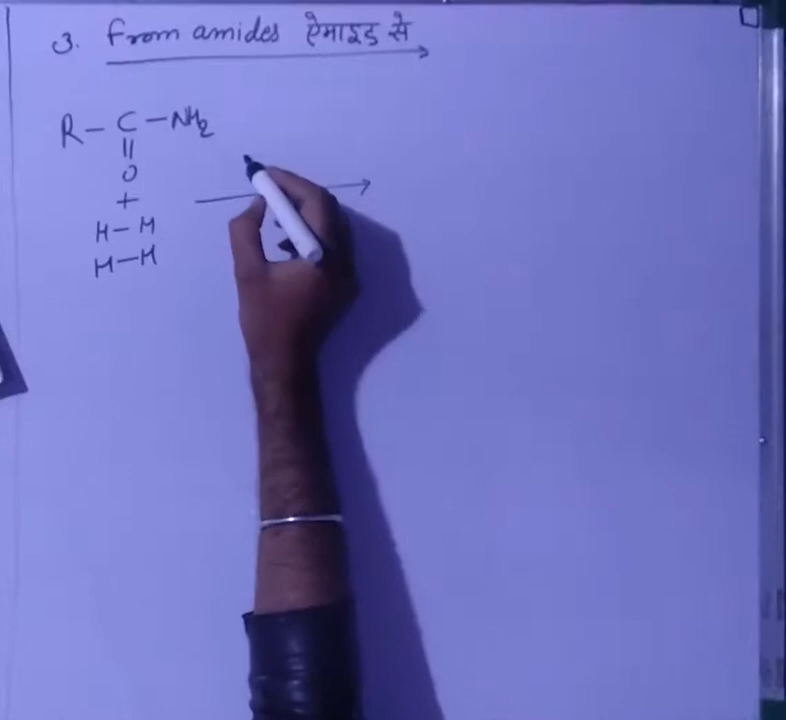 3. From amides ऐमाइड से
R – C – NH₂
||
O
+
H – H
H – H